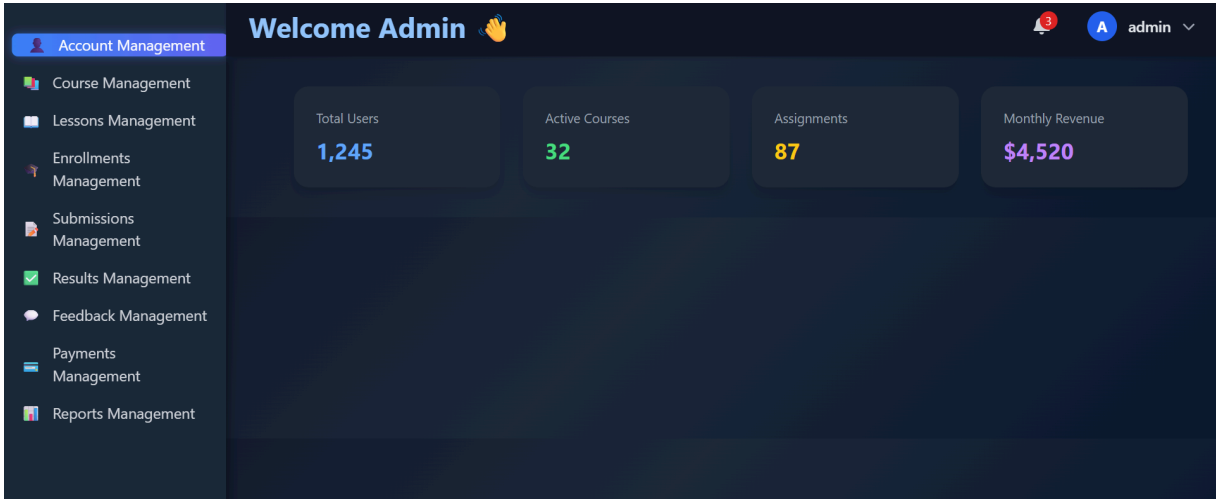 Welcome Admin 👋
3
A
admin
Account Management
Course Management
Lessons Management
Enrollments
Management
Submissions
Management
Results Management
Feedback Management
Payments
Management
Reports Management
Total Users
1,245
Active Courses
32
Assignments
87
Monthly Revenue
$4,520